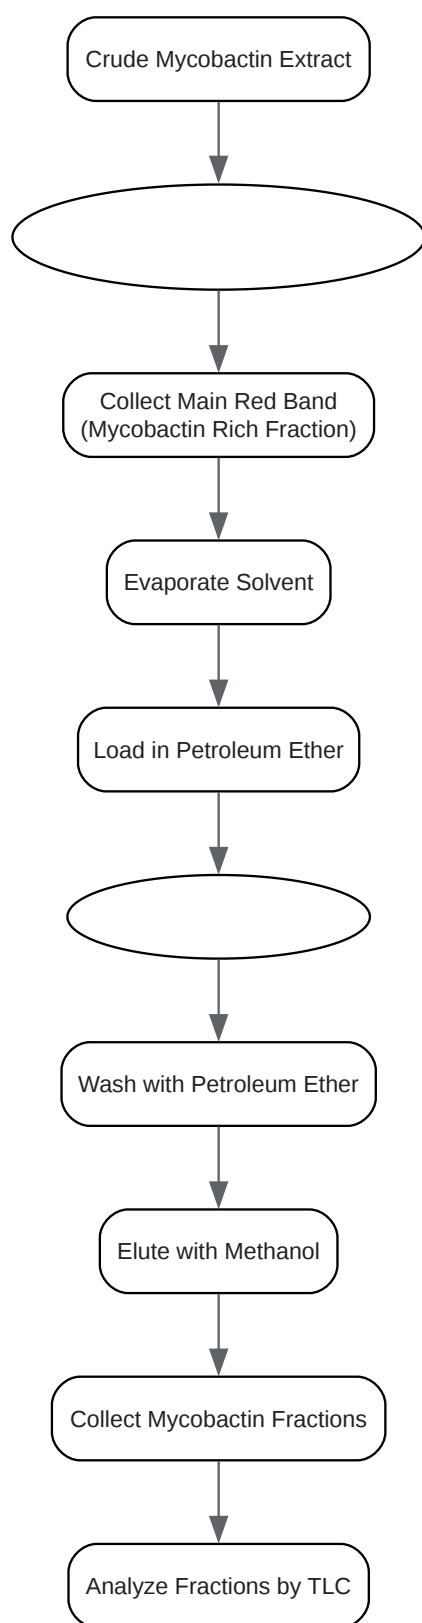 Crude Mycobactin Extract
Collect Main Red Band
(Mycobactin Rich Fraction)
Evaporate Solvent
Load in Petroleum Ether
Wash with Petroleum Ether
Elute with Methanol
Collect Mycobactin Fractions
Analyze Fractions by TLC